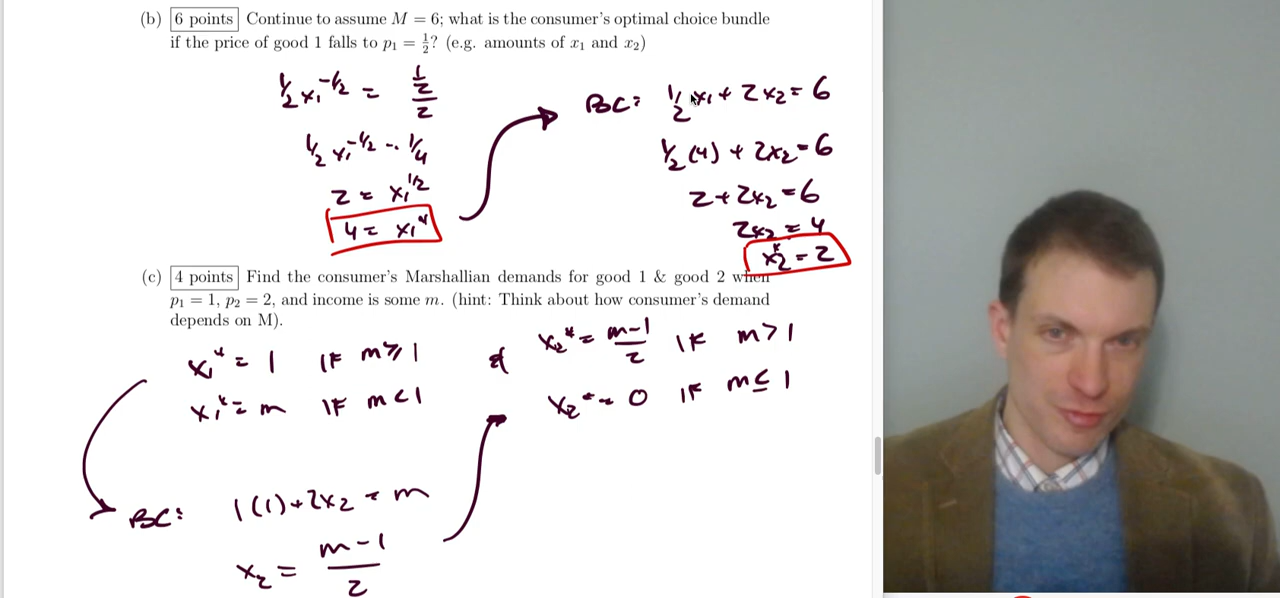 (b) 6 points Continue to assume M = 6; what is the consumer's optimal choice bundle
if the price of good 1 falls to p₁ = ½? (e.g. amounts of x₁ and x₂)
½x₁^-½ = ½/2
½x₁^-½ = ¼
2 = x₁^1/2
4 = x₁*
BC: ½x₁ + 2x₂ = 6
½(4) + 2x₂ = 6
2 + 2x₂ = 6
2x₂ = 4
x₂* = 2
(c) 4 points Find the consumer's Marshallian demands for good 1 & good 2 when
p₁ = 1, p₂ = 2, and income is some m. (hint: Think about how consumer's demand
depends on M).
x₁* = 1 IF m ≥ 1
x₁* = m IF m < 1
& x₂* = (m-1)/2 IF m > 1
x₂* = 0 IF m ≤ 1
BC: 1(1) + 2x₂ = m
x₂ = (m-1)/2